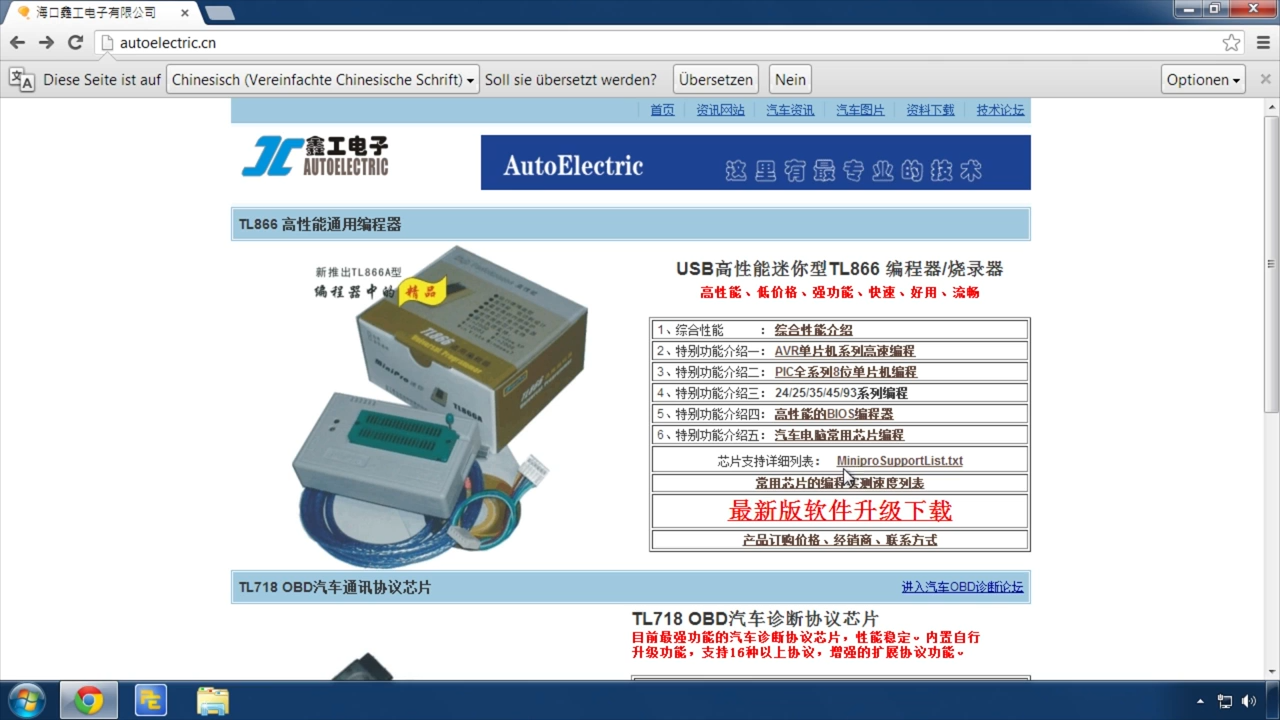 海口鑫工电子有限公司
autoelectric.cn
Diese Seite ist auf Chinesisch (Vereinfachte Chinesische Schrift) Soll sie übersetzt werden? Übersetzen Nein Optionen
首页 资讯网站 汽车资讯 汽车图片 资料下载 技术论坛
JC 鑫工电子
AUTOELECTRIC
AutoElectric 这里有最专业的技术
TL866 高性能通用编程器
新推出TL866A型
编程器中的精品
MiniPro
TL866A
USB高性能迷你型TL866 编程器/烧录器
高性能、低价格、强功能、快速、好用、流畅
1、综合性能 : 综合性能介绍
2、特别功能介绍一: AVR单片机系列高速编程
3、特别功能介绍二: PIC全系列8位单片机编程
4、特别功能介绍三: 24/25/35/45/93系列编程
5、特别功能介绍四: 高性能的BIOS编程器
6、特别功能介绍五: 汽车电脑常用芯片编程
芯片支持详细列表: MiniproSupportList.txt
常用芯片的编程实测速度列表
最新版软件升级下载
产品订购价格、经销商、联系方式
TL718 OBD汽车通讯协议芯片 进入汽车OBD诊断论坛
TL718 OBD汽车诊断协议芯片
目前最强功能的汽车诊断协议芯片，性能稳定。内置自行
升级功能，支持16种以上协议，增强的扩展协议功能。